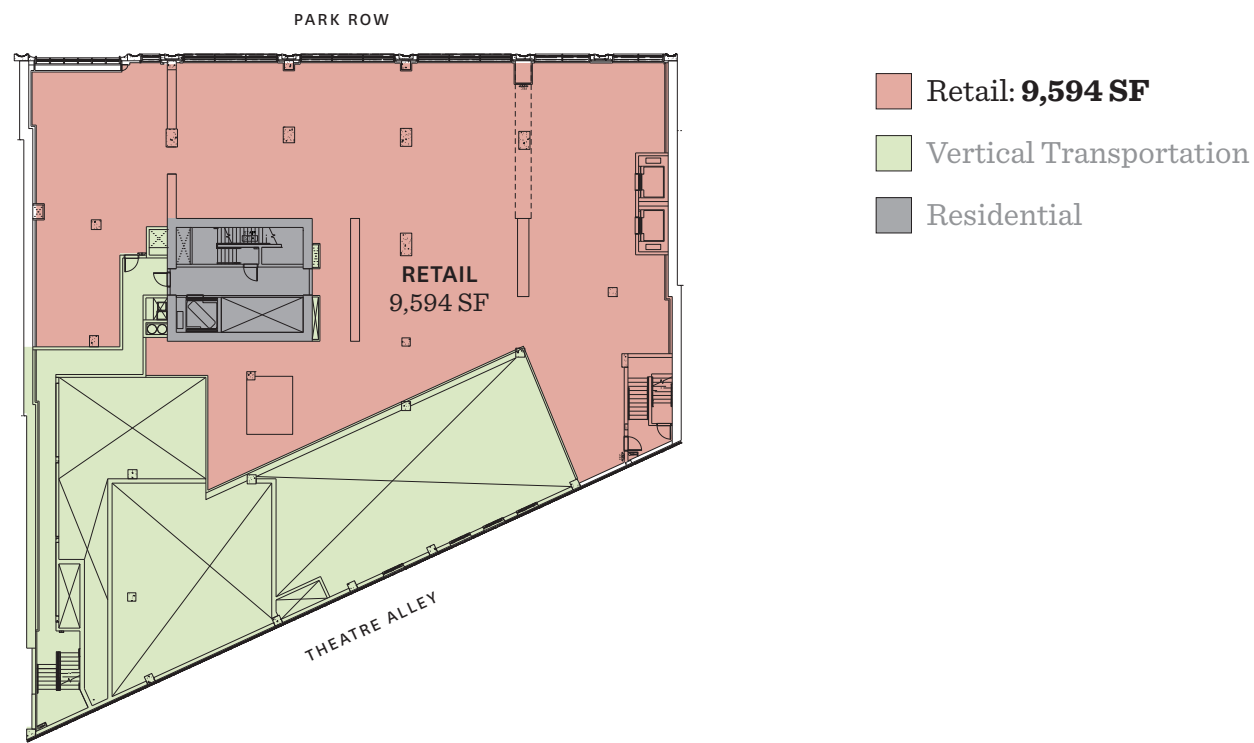 PARK ROW
Retail: 9,594 SF
Vertical Transportation
Residential
RETAIL
9,594 SF
THEATRE ALLEY